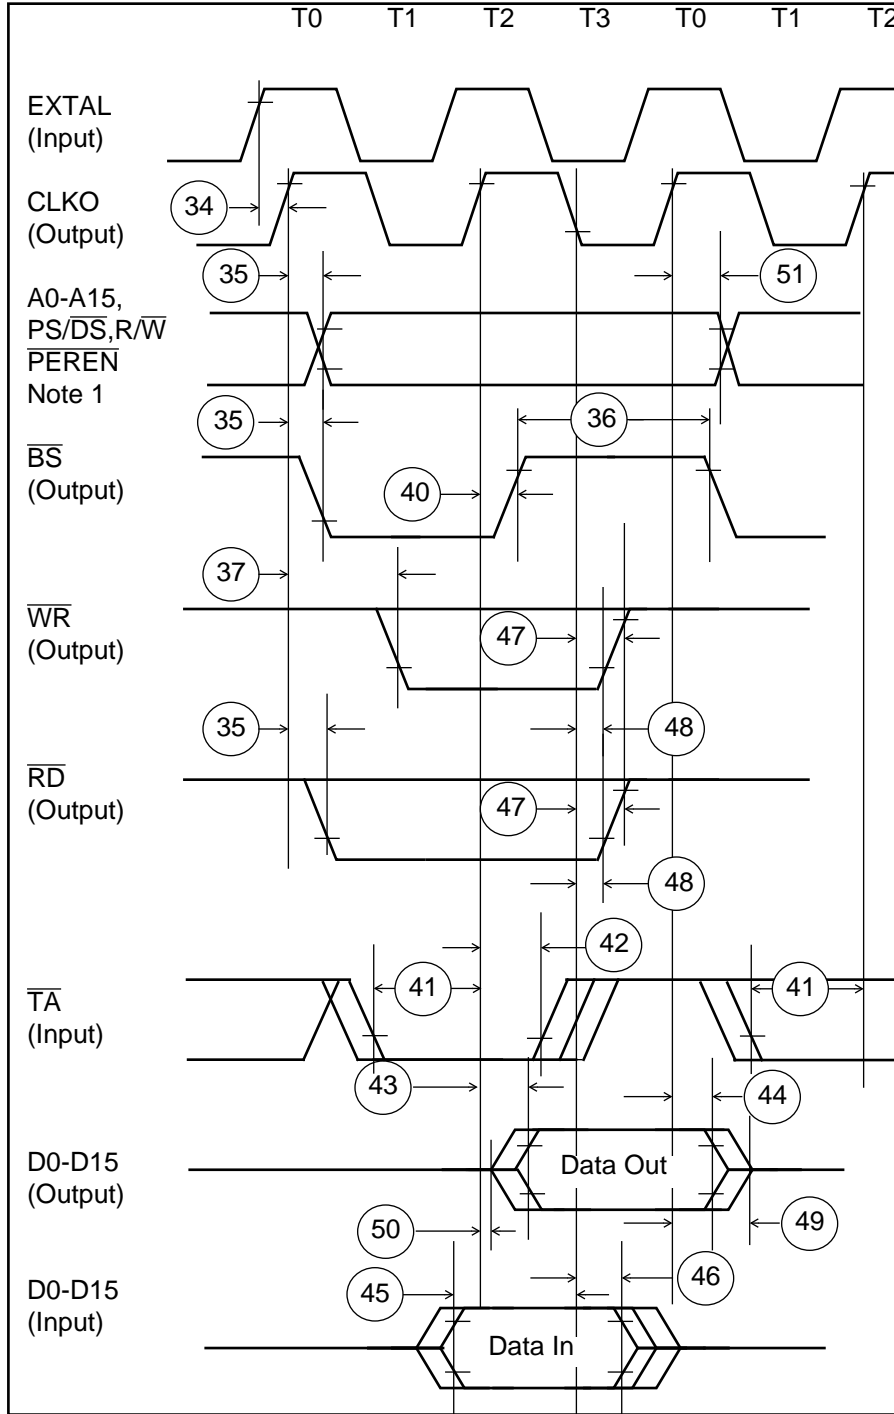 T0 T1 T2 T3 T0 T1 T2
EXTAL
(Input)
34
CLKO
(Output)
35
51
A0-A15,
PS/DS,R/W
PEREN
Note 1
35
36
BS
(Output)
40
37
WR
(Output)
47
35
48
RD
(Output)
47
48
42
TA
(Input)
41
41
43
44
D0-D15
(Output)
Data Out
50
49
D0-D15
(Input)
45
46
Data In